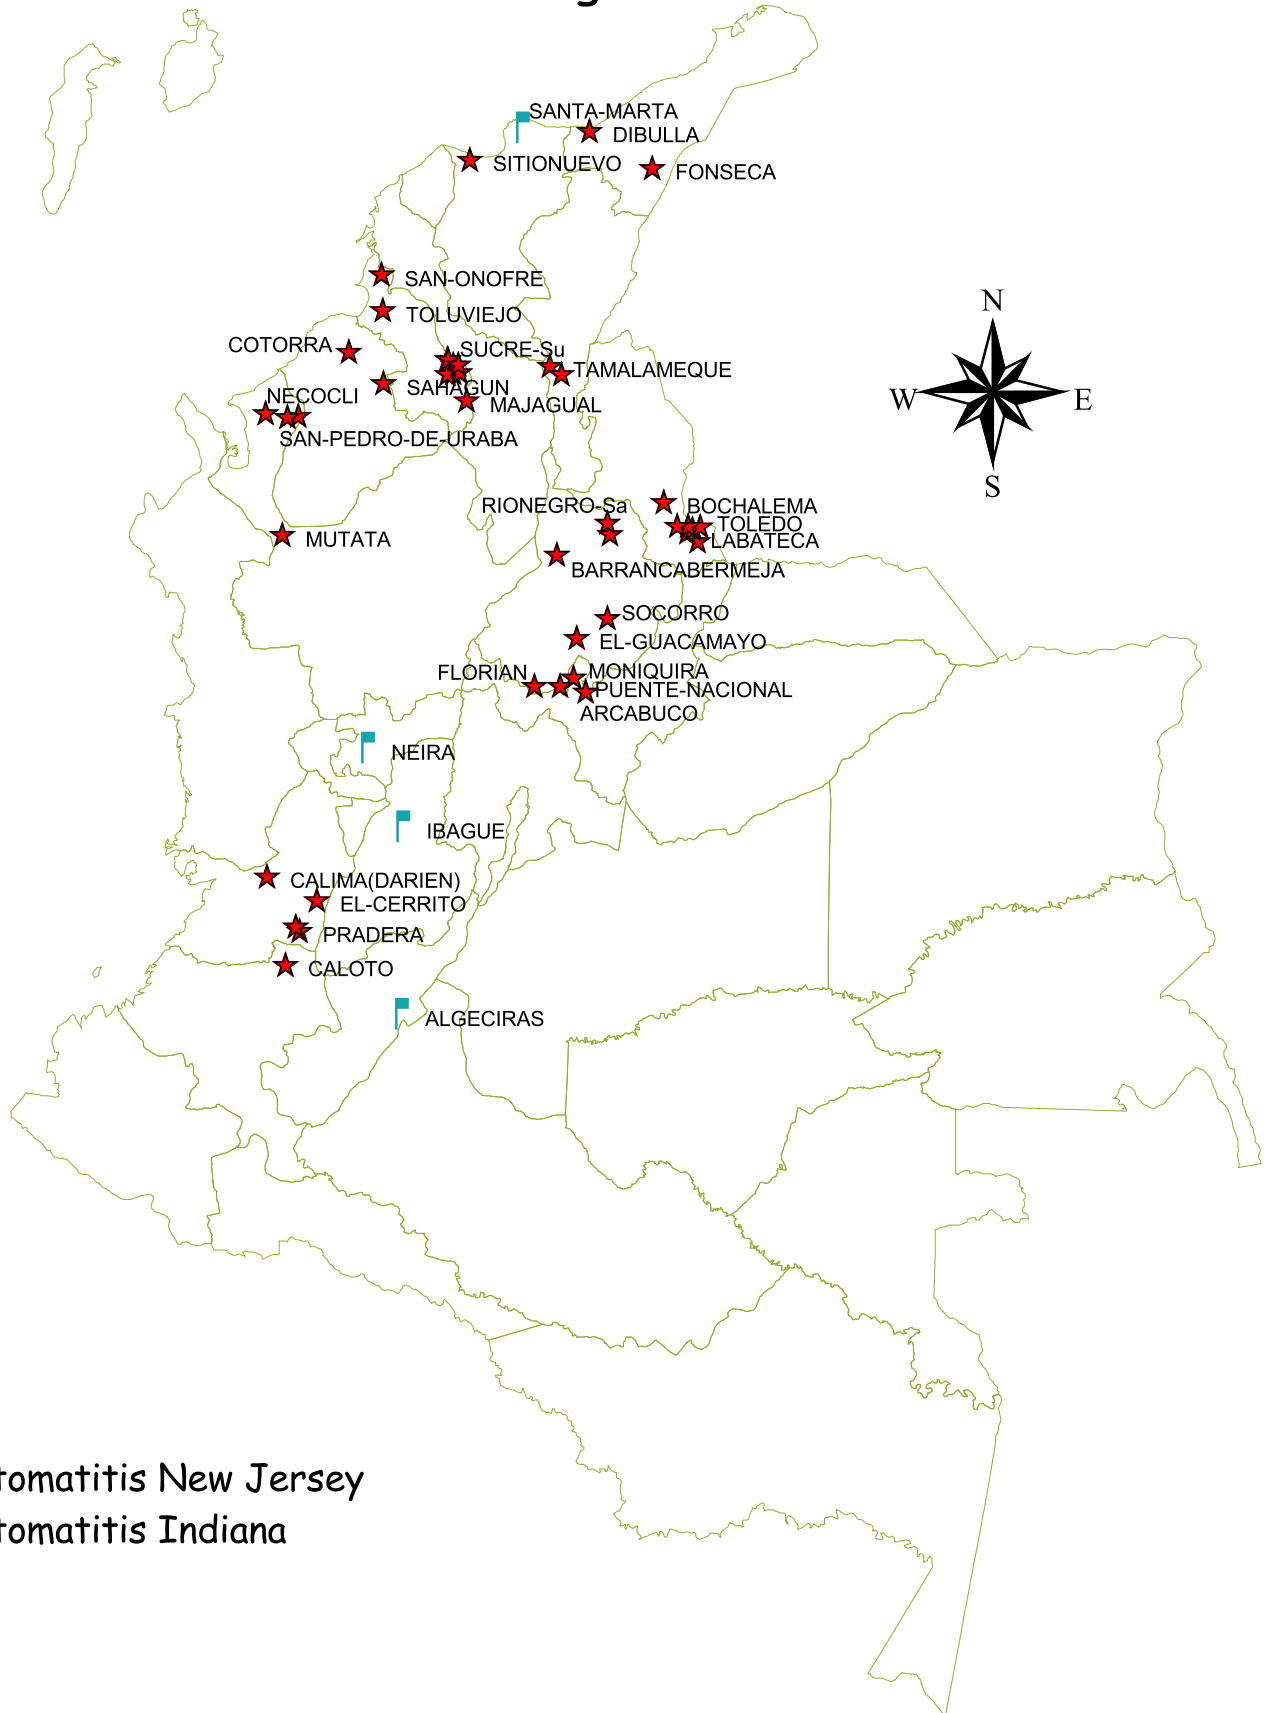 SANTA-MARTA
DIBULLA
SITIONUEVO
FONSECA
SAN-ONOFRE
N
TOLUVIEJO
COTORRA
SUCRE-Su
TAMALAMEQUE
SAHAGUN
NECOCLI
W
E
MAJAGUAL
SAN-PEDRO-DE-URABA
S
RIONEGRO-Sa
BOCHALEMA
TOLEDO
MUTATA
LABATECA
BARRANCABERMEJA
SOCORRO
EL-GUACAMAYO
FLORIAN
MONIQUIRA
PUENTE-NACIONAL
ARCABUCO
NEIRA
IBAGUE
CALIMA(DARIEN)
EL-CERRITO
PRADERA
CALOTO
ALGECIRAS
tomatitis New Jersey
tomatitis Indiana